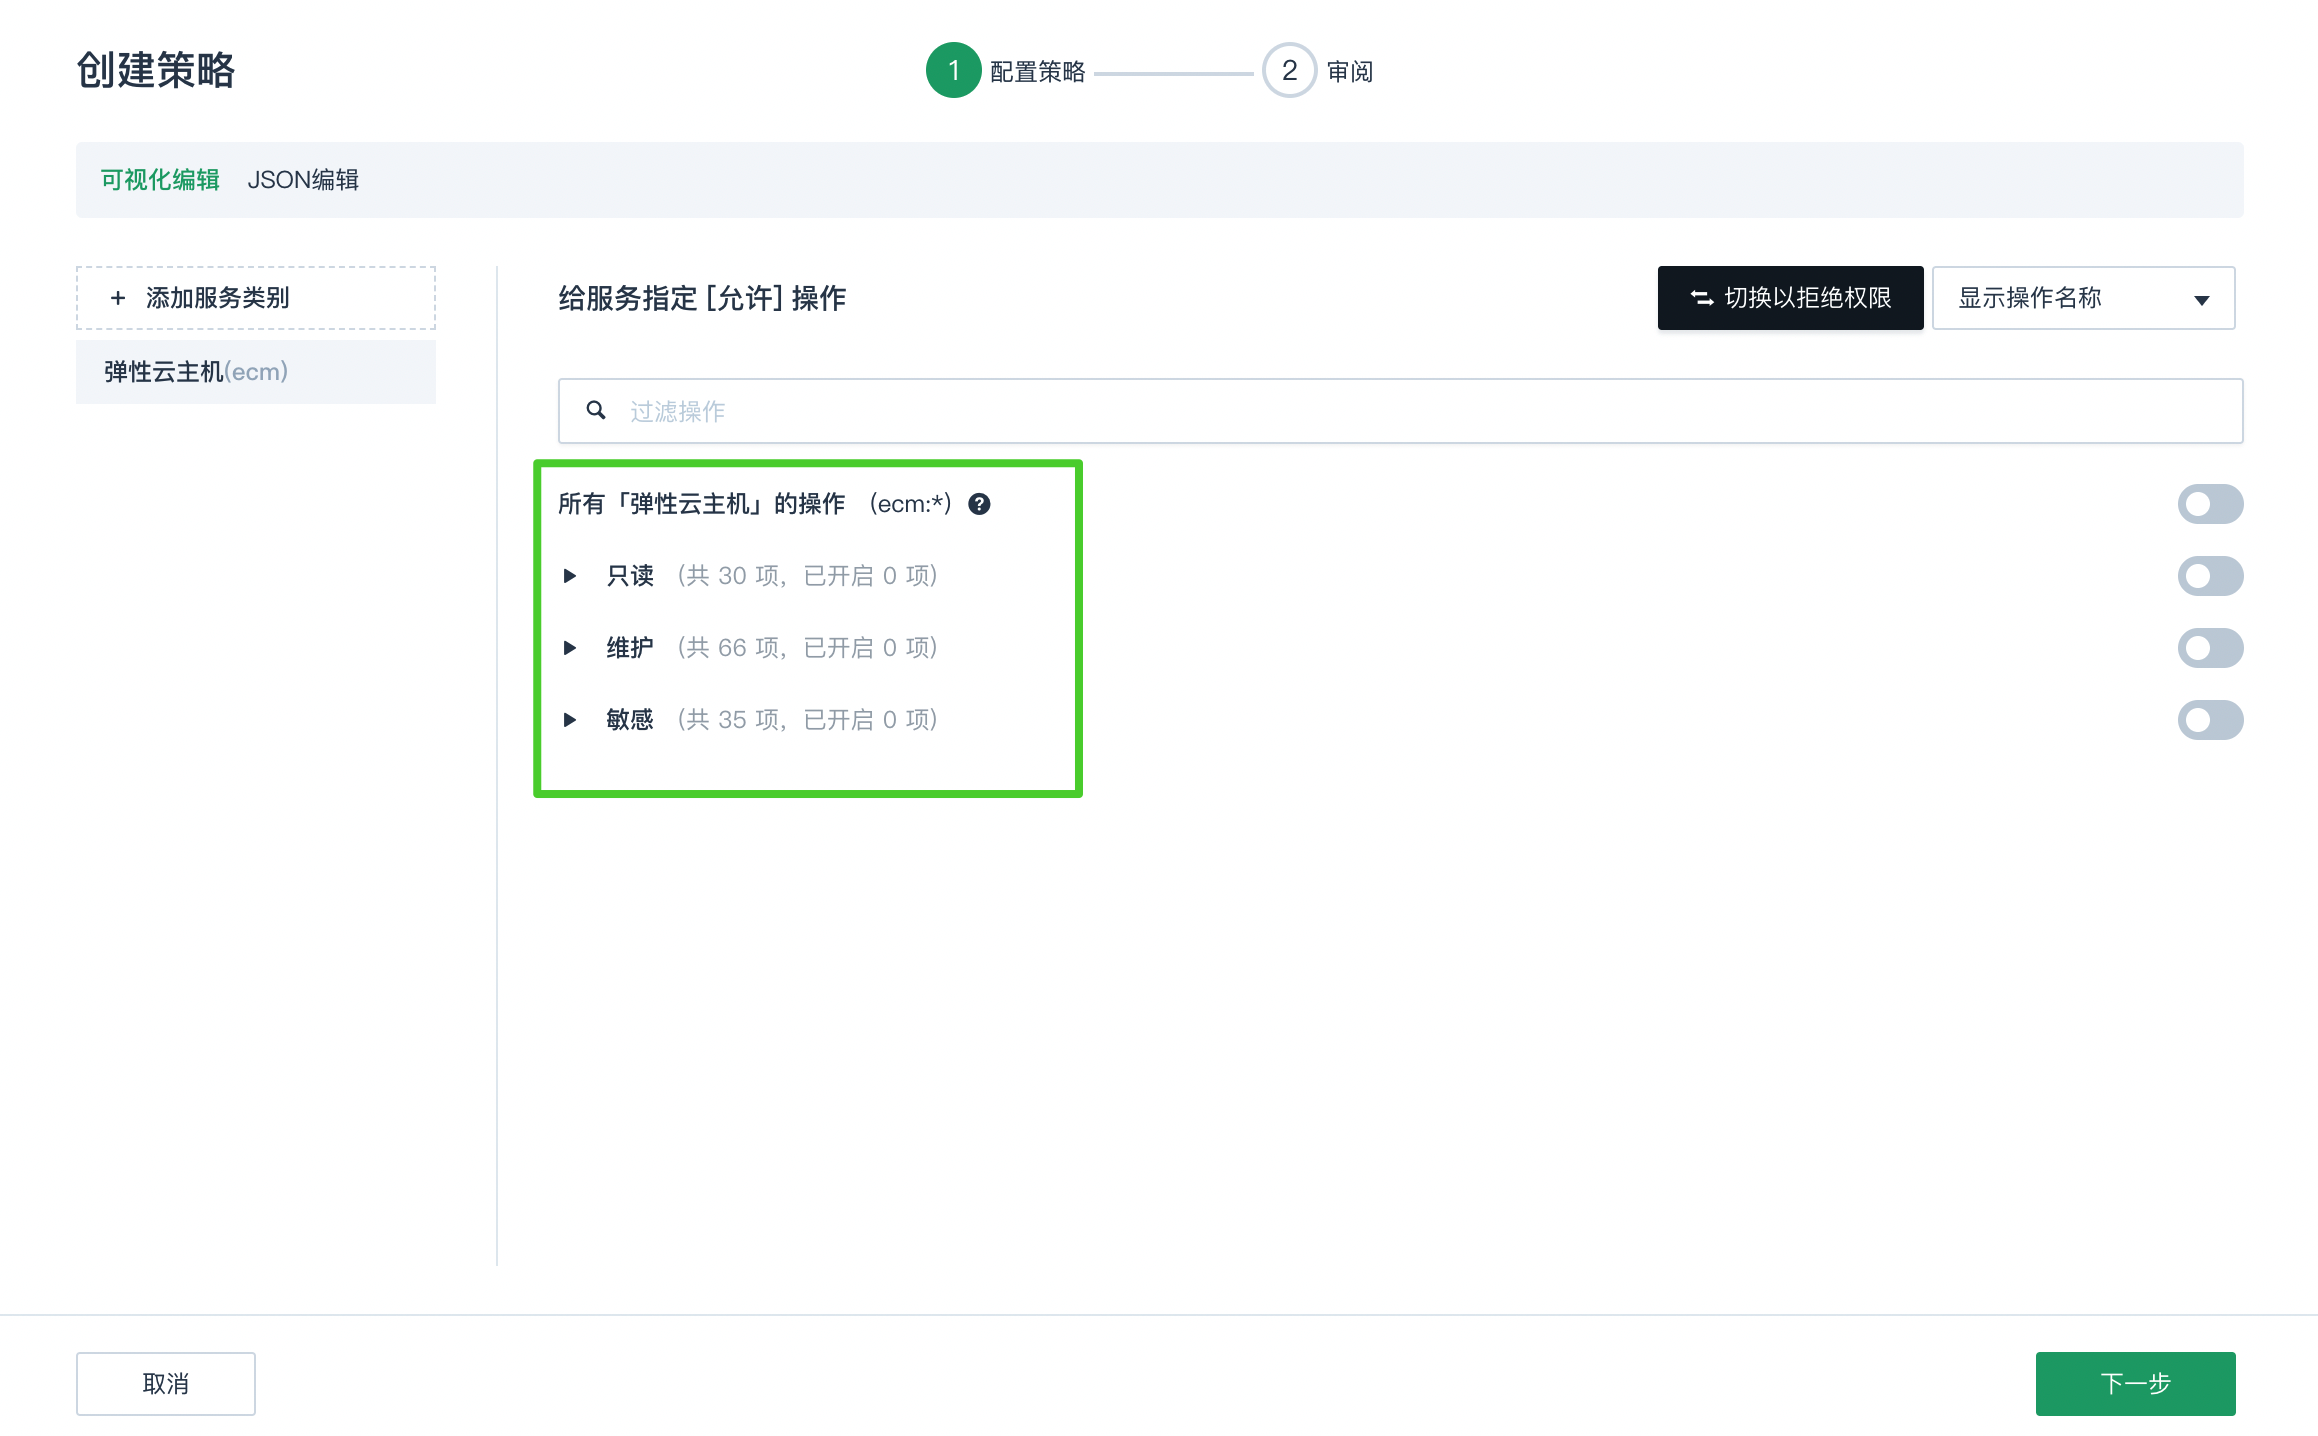 创建策略
1 配置策略 2 审阅
可视化编辑 JSON编辑
+ 添加服务类别
弹性云主机(ecm)
给服务指定 [允许] 操作
切换以拒绝权限
显示操作名称
过滤操作
所有「弹性云主机」的操作 (ecm:*) ?
只读 (共 30 项，已开启 0 项)
维护 (共 66 项，已开启 0 项)
敏感 (共 35 项，已开启 0 项)
取消
下一步